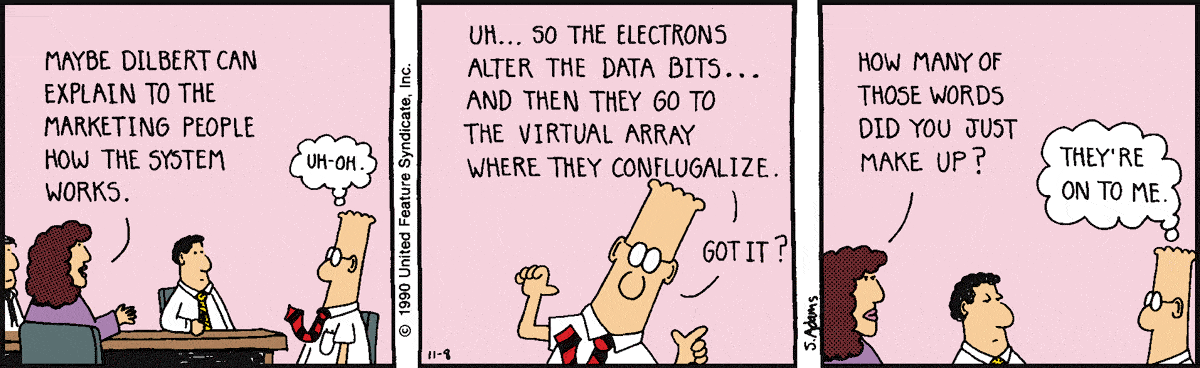 MAYBE DILBERT CAN
EXPLAIN TO THE
MARKETING PEOPLE
HOW THE SYSTEM
WORKS.
UH-OH.
© 1990 United Feature Syndicate, Inc.
UH... SO THE ELECTRONS
ALTER THE DATA BITS...
AND THEN THEY GO TO
THE VIRTUAL ARRAY
WHERE THEY CONFLUGALIZE.
GOT IT?
11-8
S.Adams
HOW MANY OF
THOSE WORDS
DID YOU JUST
MAKE UP?
THEY'RE
ON TO ME.